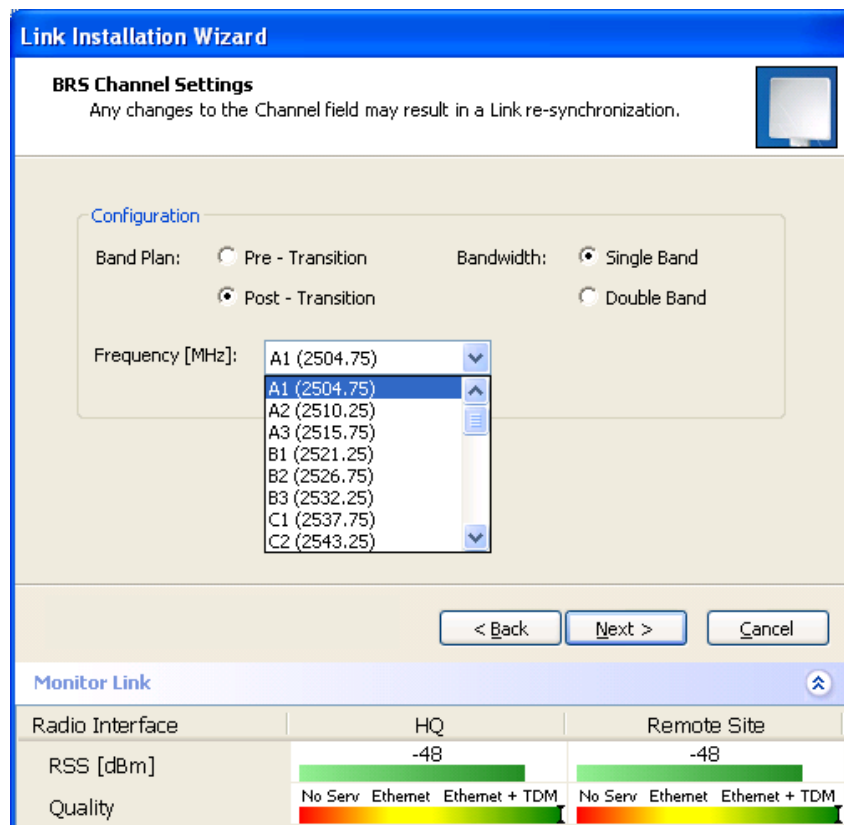 Link Installation Wizard
BRS Channel Settings
Any changes to the Channel field may result in a Link re-synchronization.
Configuration
Band Plan: Pre - Transition Bandwidth: Single Band
Post - Transition Double Band
Frequency [MHz]: A1 (2504.75)
A1 (2504.75)
A2 (2510.25)
A3 (2515.75)
B1 (2521.25)
B2 (2526.75)
B3 (2532.25)
C1 (2537.75)
C2 (2543.25)
< Back Next > Cancel
Monitor Link
Radio Interface HQ Remote Site
RSS [dBm] -48 -48
Quality No Serv Ethernet Ethernet + TDM No Serv Ethernet Ethernet + TDM